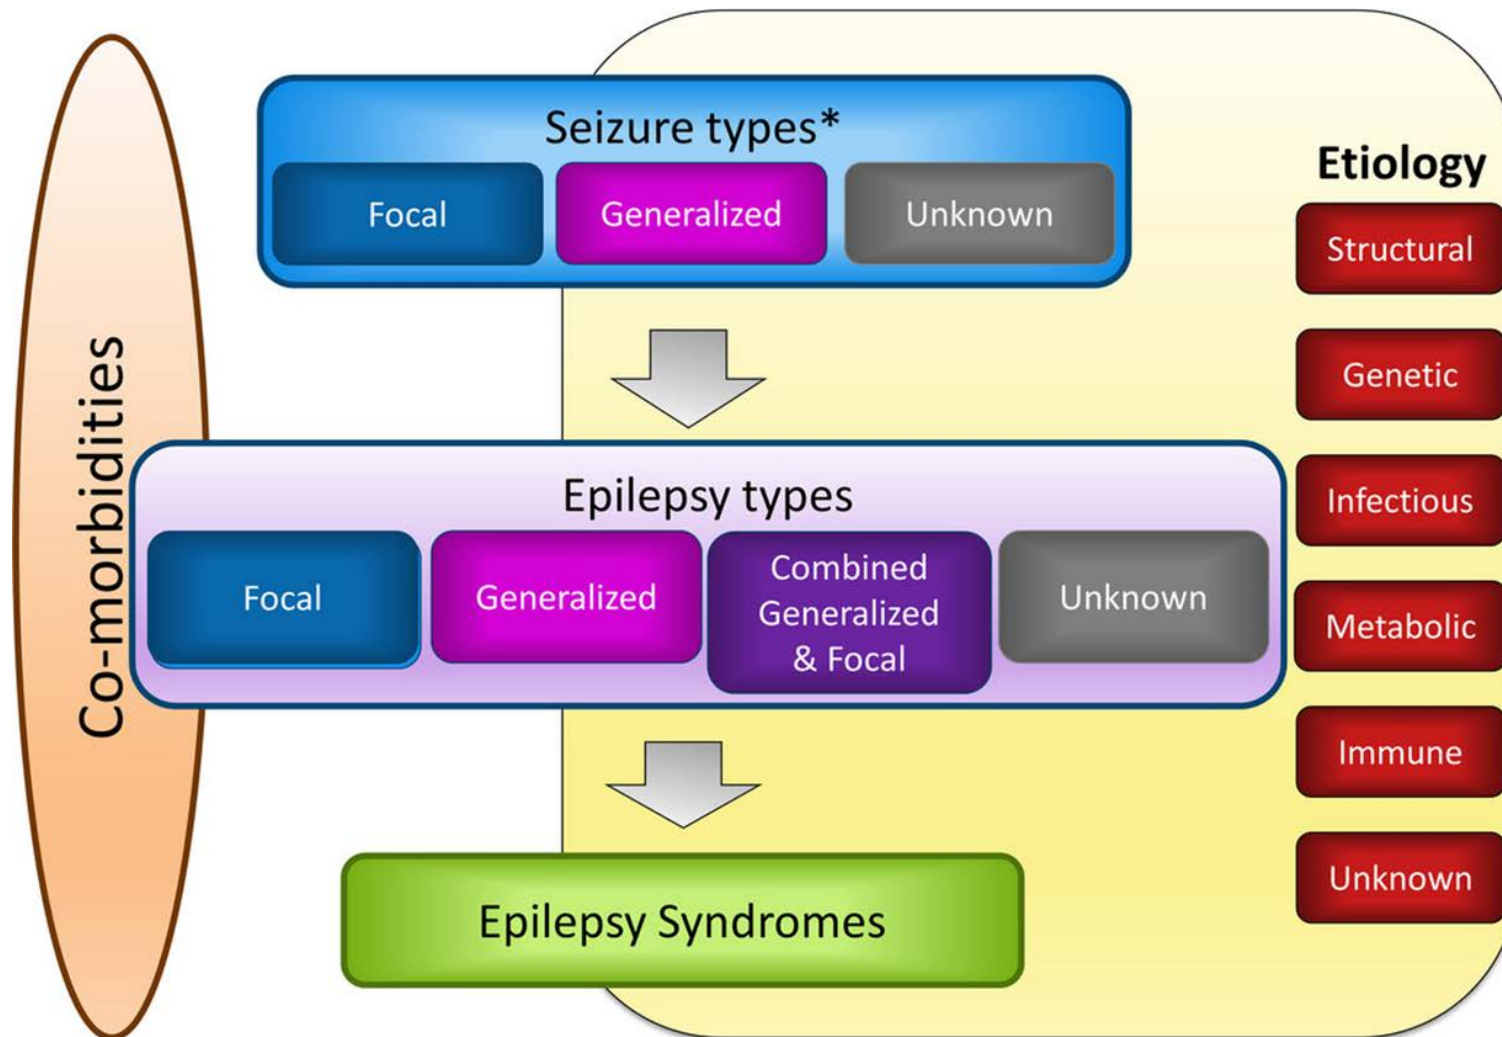 Co-morbidities
Seizure types*
Focal
Generalized
Unknown
Epilepsy types
Focal
Generalized
Combined
Generalized
& Focal
Unknown
Epilepsy Syndromes
Etiology
Structural
Genetic
Infectious
Metabolic
Immune
Unknown